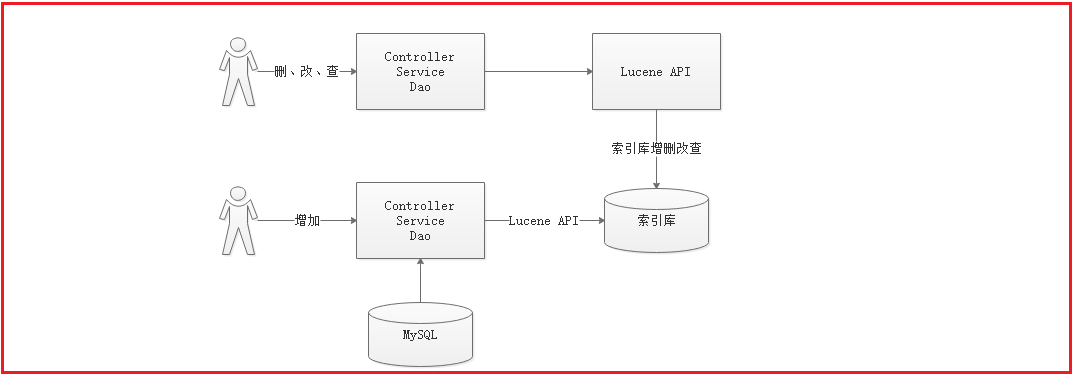 删、改、查
Controller
Service
Dao
Lucene API
索引库增删改查
增加
Controller
Service
Dao
Lucene API
索引库
MySQL